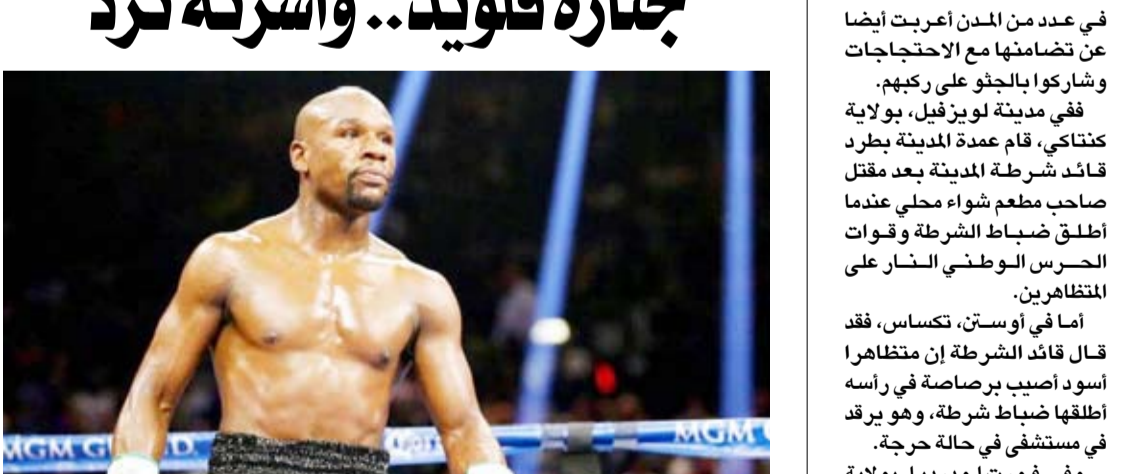 جنازة فلويد.. وأسرته ترد
في عدد من المدن أعربت أيضا
عن تضامنها مع الاحتجاجات
وشاركوا بالجثو على ركبهم.
ففي مدينة لويزفيل، بولاية
كنتاكي، قام عمدة المدينة بطرد
قائد شرطة المدينة بعد مقتل
صاحب مطعم شواء محلي عندما
أطلق ضباط الشرطة وقوات
الحرس الوطني النار على
المتظاهرين.
أما في أوستن، تكساس، فقد
قال قائد الشرطة إن متظاهرا
أسود أصيب برصاصة في رأسه
أطلقها ضباط شرطة، وهو يرقد
في مستشفى في حالة حرجة.
MGM G
MGM